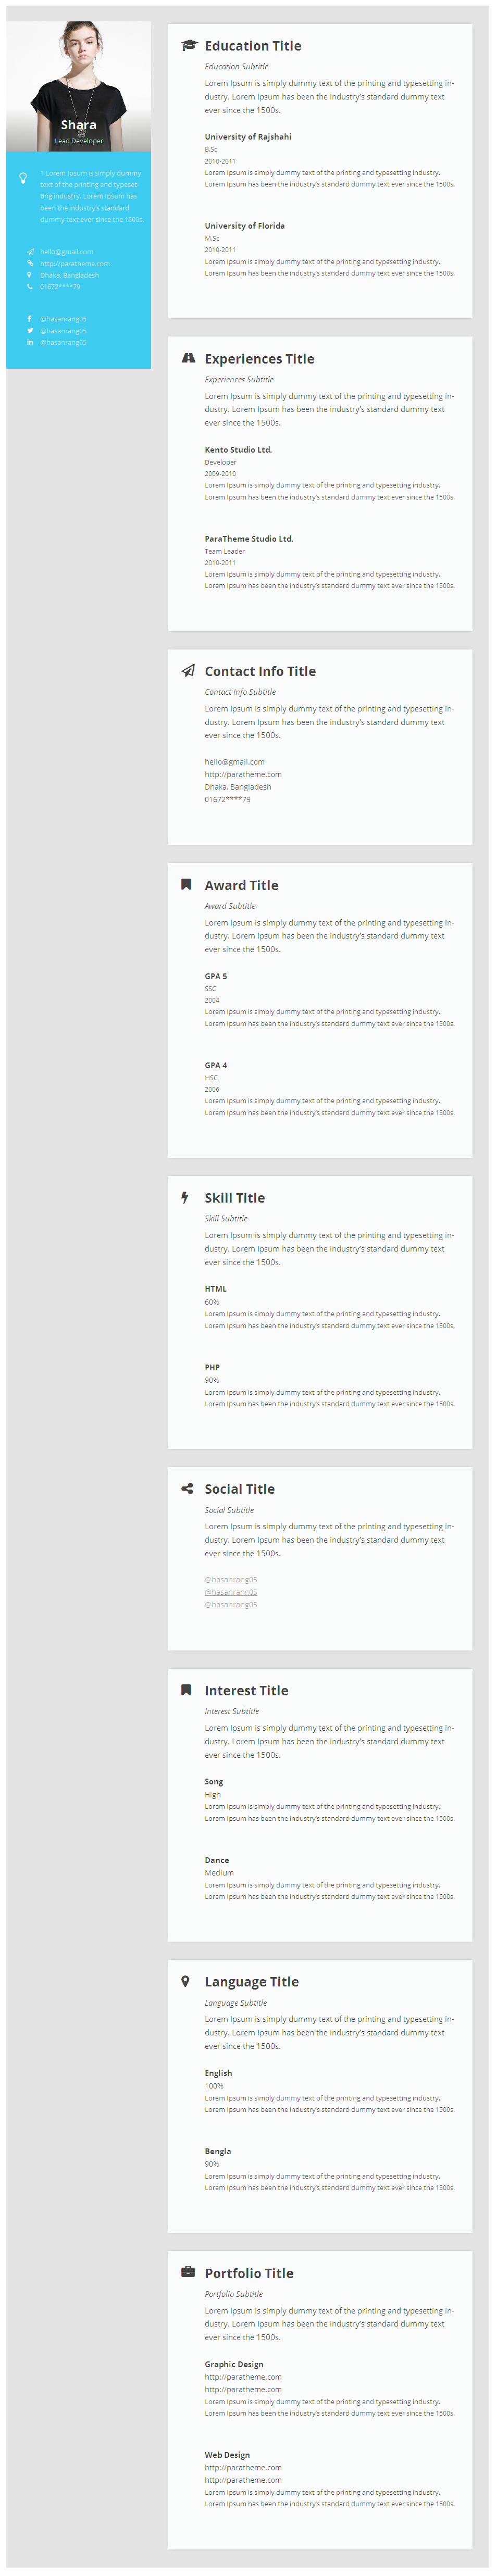 Shara
Lead Developer
1 Lorem Ipsum is simply dummy
text of the printing and typeset-
ting industry. Lorem Ipsum has
been the industry's standard
dummy text ever since the 1500s.
hello@gmail.com
http://paratheme.com
Dhaka, Bangladesh
01672****79
@hasanrang05
@hasanrang05
@hasanrang05
Education Title
Education Subtitle
Lorem Ipsum is simply dummy text of the printing and typesetting in-
dustry. Lorem Ipsum has been the industry's standard dummy text
ever since the 1500s.
University of Rajshahi
B.Sc
2010-2011
Lorem Ipsum is simply dummy text of the printing and typesetting industry.
Lorem Ipsum has been the industry's standard dummy text ever since the 1500s.
University of Florida
M.Sc
2010-2011
Lorem Ipsum is simply dummy text of the printing and typesetting industry.
Lorem Ipsum has been the industry's standard dummy text ever since the 1500s.
Experiences Title
Experiences Subtitle
Lorem Ipsum is simply dummy text of the printing and typesetting in-
dustry. Lorem Ipsum has been the industry's standard dummy text
ever since the 1500s.
Kento Studio Ltd.
Developer
2009-2010
Lorem Ipsum is simply dummy text of the printing and typesetting industry.
Lorem Ipsum has been the industry's standard dummy text ever since the 1500s.
ParaTheme Studio Ltd.
Team Leader
2010-2011
Lorem Ipsum is simply dummy text of the printing and typesetting industry.
Lorem Ipsum has been the industry's standard dummy text ever since the 1500s.
Contact Info Title
Contact Info Subtitle
Lorem Ipsum is simply dummy text of the printing and typesetting in-
dustry. Lorem Ipsum has been the industry's standard dummy text
ever since the 1500s.
hello@gmail.com
http://paratheme.com
Dhaka, Bangladesh
01672****79
Award Title
Award Subtitle
Lorem Ipsum is simply dummy text of the printing and typesetting in-
dustry. Lorem Ipsum has been the industry's standard dummy text
ever since the 1500s.
GPA 5
SSC
2004
Lorem Ipsum is simply dummy text of the printing and typesetting industry.
Lorem Ipsum has been the industry's standard dummy text ever since the 1500s.
GPA 4
HSC
2006
Lorem Ipsum is simply dummy text of the printing and typesetting industry.
Lorem Ipsum has been the industry's standard dummy text ever since the 1500s.
Skill Title
Skill Subtitle
Lorem Ipsum is simply dummy text of the printing and typesetting in-
dustry. Lorem Ipsum has been the industry's standard dummy text
ever since the 1500s.
HTML
60%
Lorem Ipsum is simply dummy text of the printing and typesetting industry.
Lorem Ipsum has been the industry's standard dummy text ever since the 1500s.
PHP
90%
Lorem Ipsum is simply dummy text of the printing and typesetting industry.
Lorem Ipsum has been the industry's standard dummy text ever since the 1500s.
Social Title
Social Subtitle
Lorem Ipsum is simply dummy text of the printing and typesetting in-
dustry. Lorem Ipsum has been the industry's standard dummy text
ever since the 1500s.
@hasanrang05
@hasanrang05
@hasanrang05
Interest Title
Interest Subtitle
Lorem Ipsum is simply dummy text of the printing and typesetting in-
dustry. Lorem Ipsum has been the industry's standard dummy text
ever since the 1500s.
Song
High
Lorem Ipsum is simply dummy text of the printing and typesetting industry.
Lorem Ipsum has been the industry's standard dummy text ever since the 1500s.
Dance
Medium
Lorem Ipsum is simply dummy text of the printing and typesetting industry.
Lorem Ipsum has been the industry's standard dummy text ever since the 1500s.
Language Title
Language Subtitle
Lorem Ipsum is simply dummy text of the printing and typesetting in-
dustry. Lorem Ipsum has been the industry's standard dummy text
ever since the 1500s.
English
100%
Lorem Ipsum is simply dummy text of the printing and typesetting industry.
Lorem Ipsum has been the industry's standard dummy text ever since the 1500s.
Bengla
90%
Lorem Ipsum is simply dummy text of the printing and typesetting industry.
Lorem Ipsum has been the industry's standard dummy text ever since the 1500s.
Portfolio Title
Portfolio Subtitle
Lorem Ipsum is simply dummy text of the printing and typesetting in-
dustry. Lorem Ipsum has been the industry's standard dummy text
ever since the 1500s.
Graphic Design
http://paratheme.com
http://paratheme.com
Lorem Ipsum is simply dummy text of the printing and typesetting industry.
Lorem Ipsum has been the industry's standard dummy text ever since the 1500s.
Web Design
http://paratheme.com
http://paratheme.com
Lorem Ipsum is simply dummy text of the printing and typesetting industry.
Lorem Ipsum has been the industry's standard dummy text ever since the 1500s.